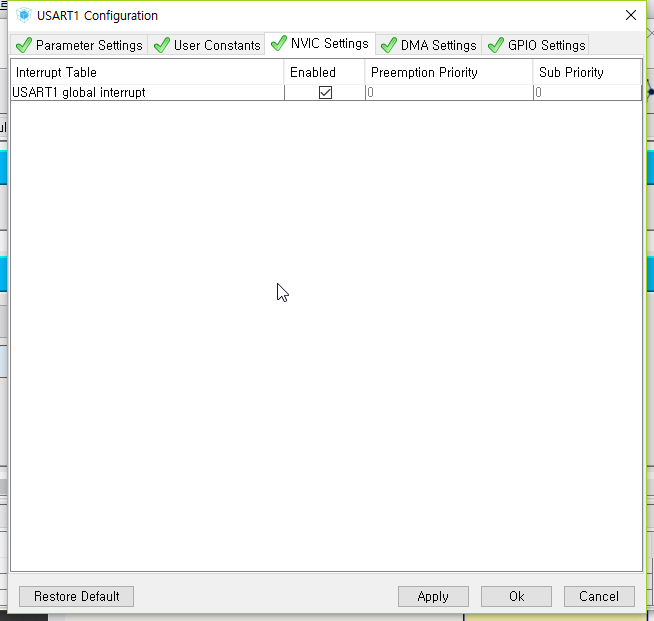 USART1 Configuration
Parameter Settings User Constants NVIC Settings DMA Settings GPIO Settings
Interrupt Table Enabled Preemption Priority Sub Priority
USART1 global interrupt 0 0
Restore Default Apply Ok Cancel